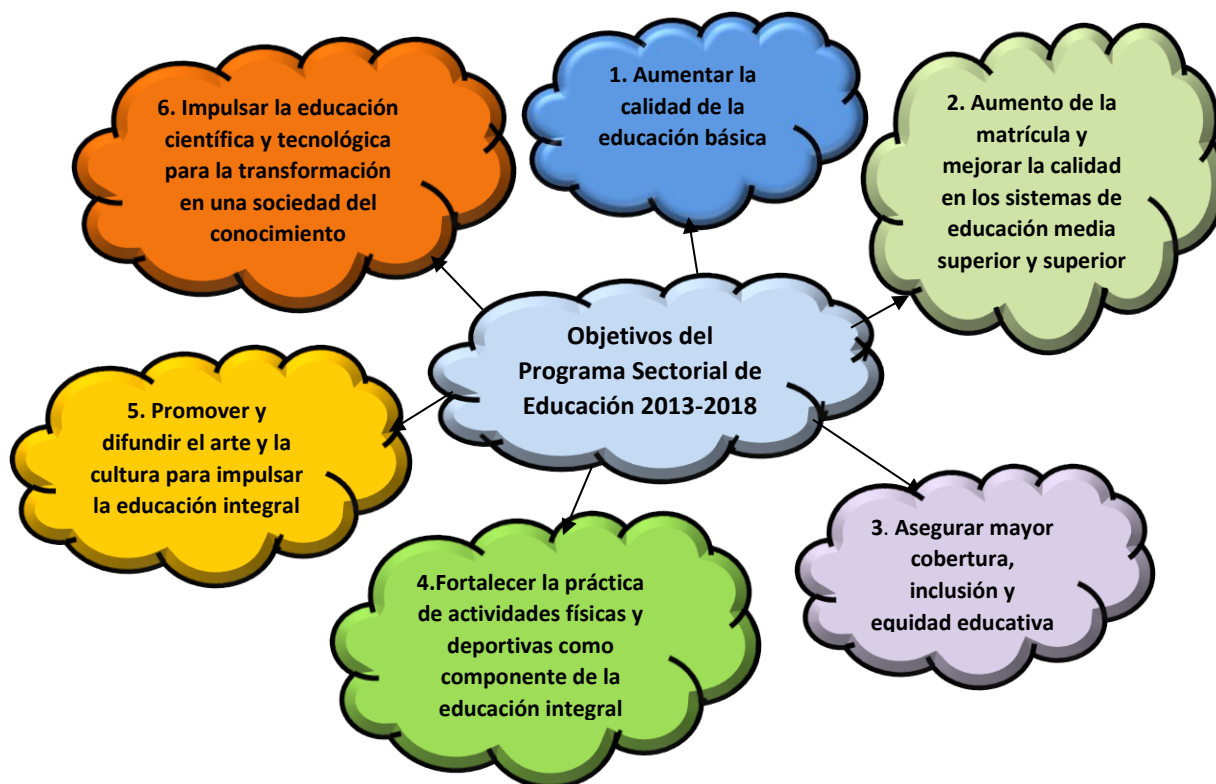 Objetivos del
Programa Sectorial de
Educación 2013-2018
1. Aumentar la
calidad de la
educación básica
2. Aumento de la
matrícula y
mejorar la calidad
en los sistemas de
educación media
superior y superior
3. Asegurar mayor
cobertura,
inclusión y
equidad educativa
4.Fortalecer la práctica
de actividades físicas y
deportivas como
componente de la
educación integral
5. Promover y
difundir el arte y la
cultura para impulsar
la educación integral
6. Impulsar la educación
científica y tecnológica
para la transformación
en una sociedad del
conocimiento